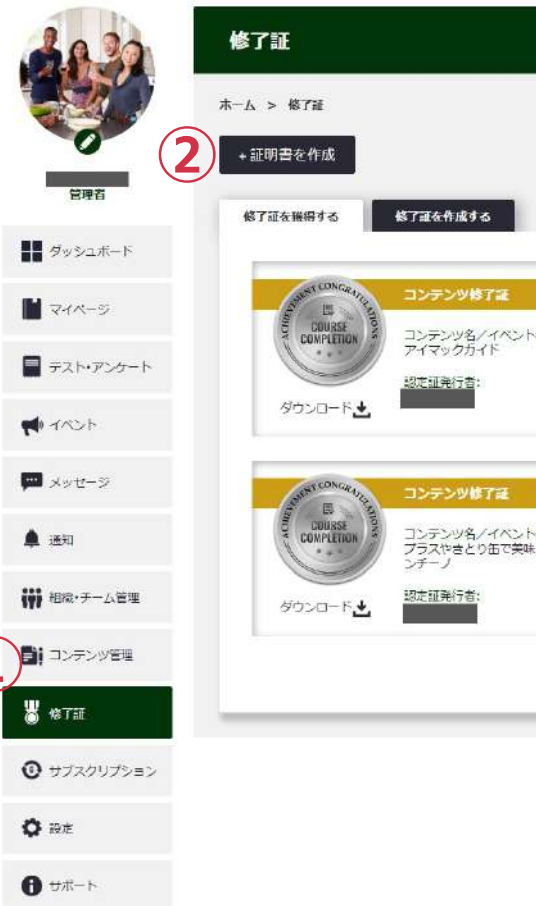 修了証
ホーム > 修了証
②
+ 証明書を作成
管理者
修了証を獲得する
修了証を作成する
ダッシュボード
マイページ
テスト・アンケート
イベント
メッセージ
通知
組織・チーム管理
コンテンツ管理
修了証
サブスクリプション
設定
サポート
ACHIEVEMENT CONGRATULATIONS
COURSE
COMPLETION
ダウンロード
コンテンツ修了証
コンテンツ名/イベント
アイマックガイド
認定証発行者:
ACHIEVEMENT CONGRATULATIONS
COURSE
COMPLETION
ダウンロード
コンテンツ修了証
コンテンツ名/イベント
プラスやきとり缶で美味
ンチーノ
認定証発行者: